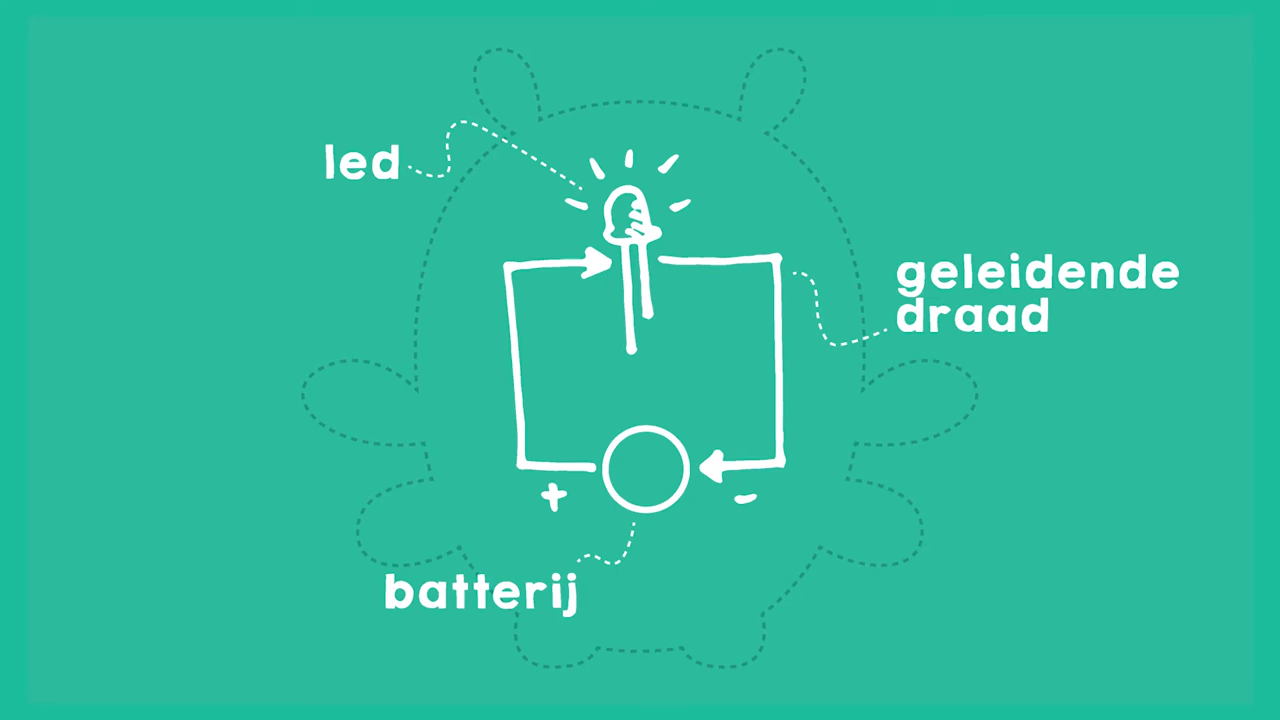 led
geleidende
draad
+
-
batterij